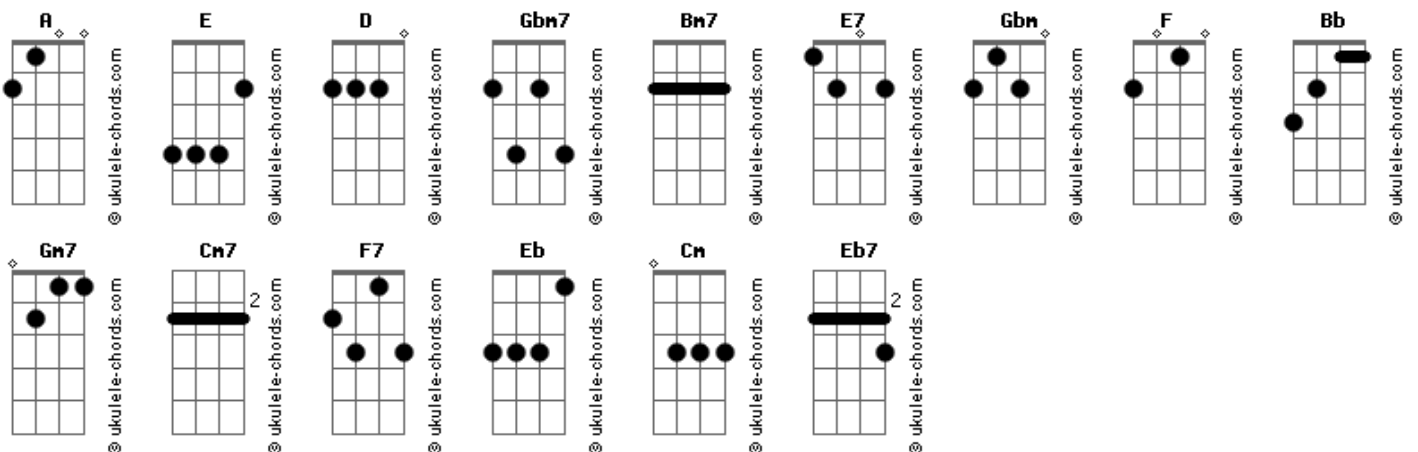 A E D Gbm7 Bm7 E7 Gbm F Bb
© ukulele-chords.com © ukulele-chords.com © ukulele-chords.com © ukulele-chords.com © ukulele-chords.com © ukulele-chords.com © ukulele-chords.com © ukulele-chords.com © ukulele-chords.com
Gm7 Cm7 F7 Eb Cm Eb7
2 2
© ukulele-chords.com © ukulele-chords.com © ukulele-chords.com © ukulele-chords.com © ukulele-chords.com © ukulele-chords.com